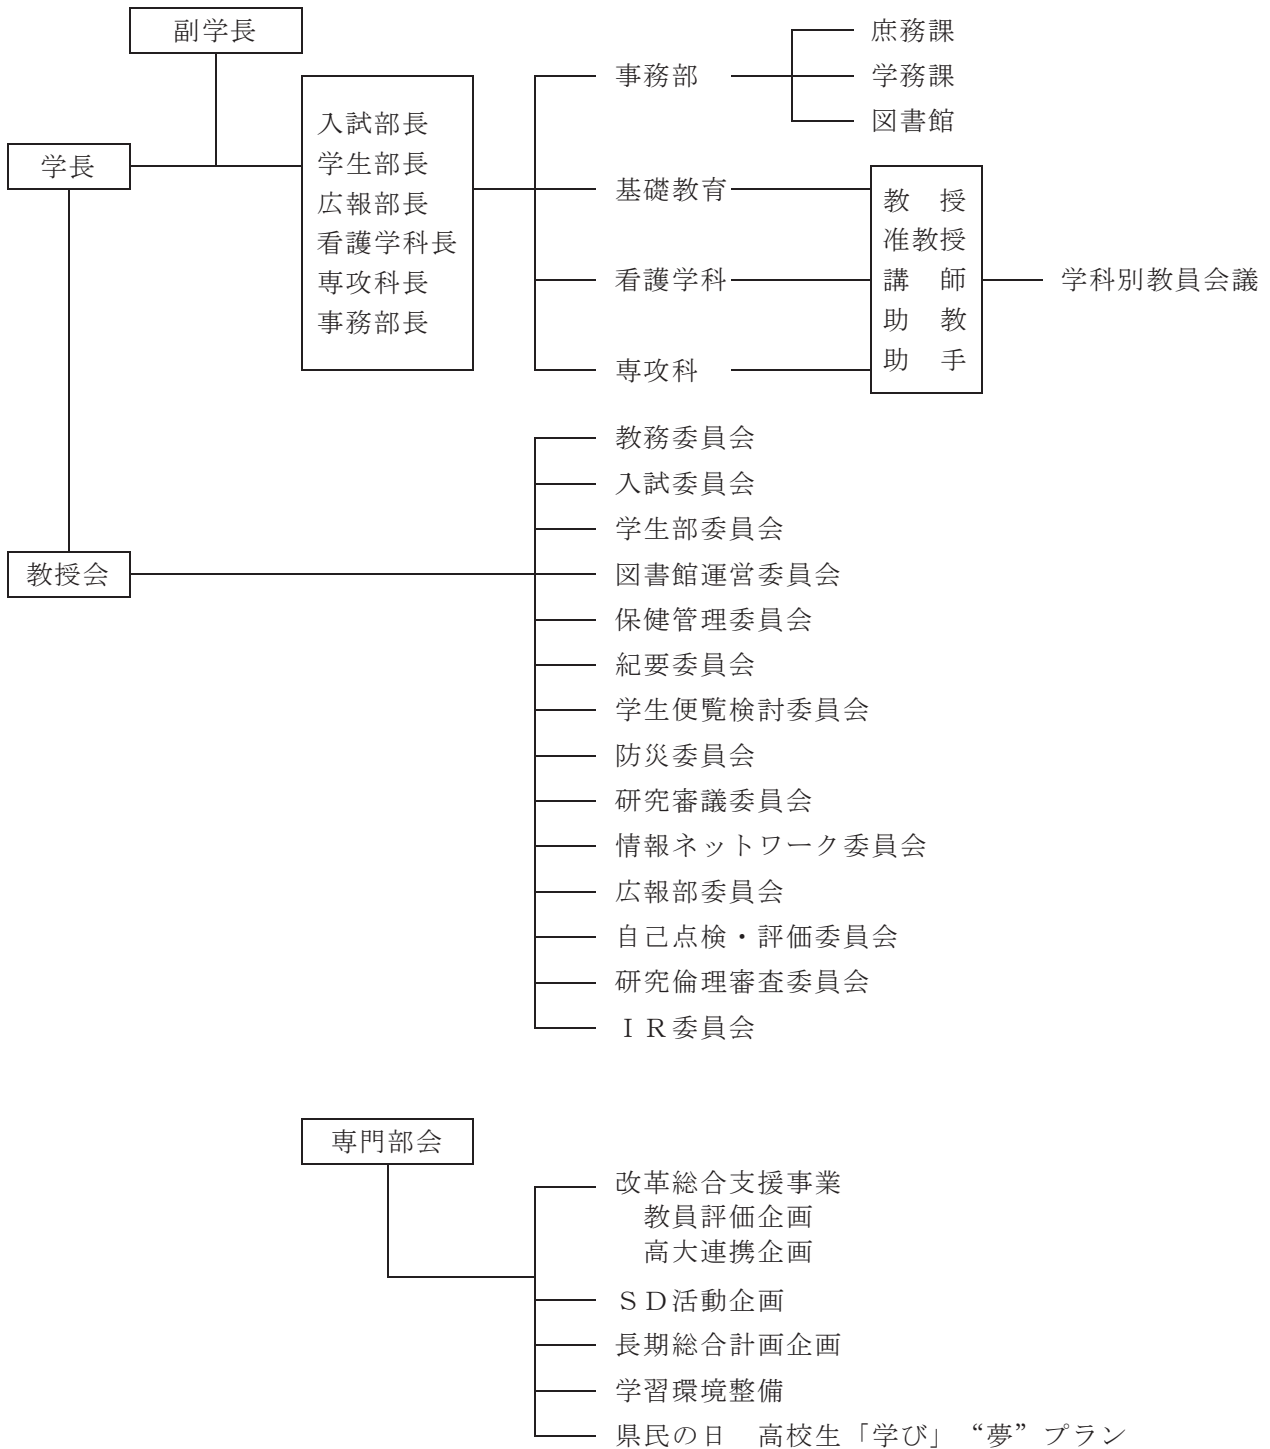 副学長
学長
入試部長
学生部長
広報部長
看護学科長
専攻科長
事務部長
事務部
庶務課
学務課
図書館
基礎教育
看護学科
専攻科
教　授
准教授
講　師
助　教
助　手
学科別教員会議
教授会
教務委員会
入試委員会
学生部委員会
図書館運営委員会
保健管理委員会
紀要委員会
学生便覧検討委員会
防災委員会
研究審議委員会
情報ネットワーク委員会
広報部委員会
自己点検・評価委員会
研究倫理審査委員会
ＩＲ委員会
専門部会
改革総合支援事業
教員評価企画
高大連携企画
ＳＤ活動企画
長期総合計画企画
学習環境整備
県民の日　高校生「学び」“夢”プラン